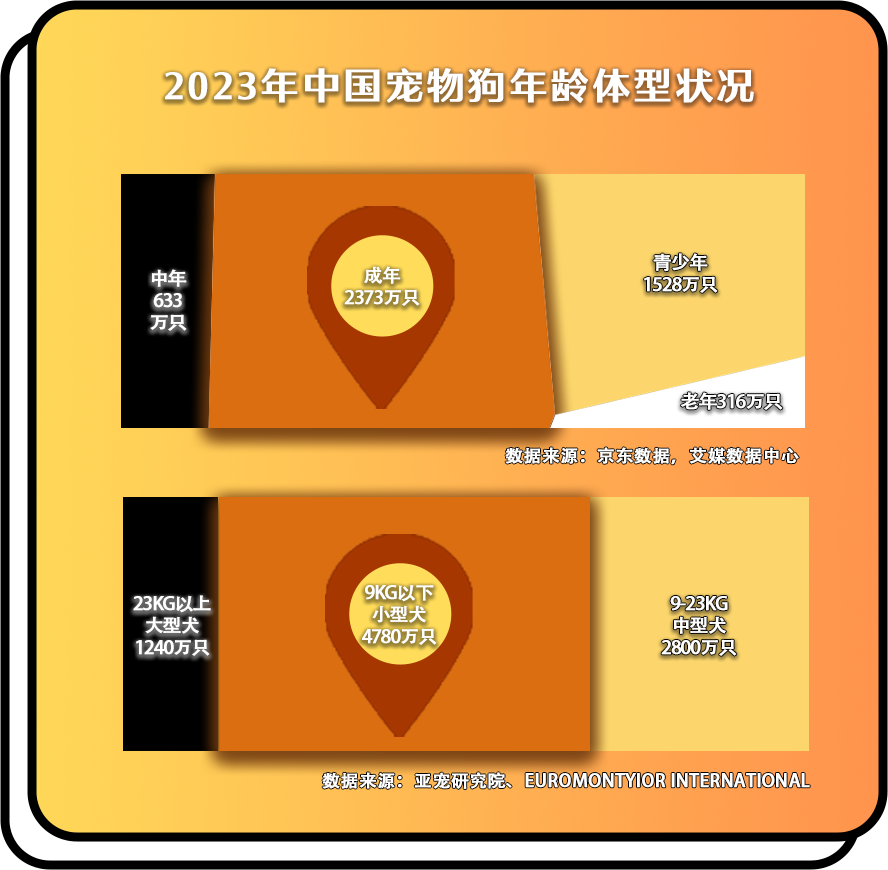 2023年中国宠物狗年龄体型状况
中年
633
万只
成年
2373万只
青少年
1528万只
老年316万只
数据来源：京东数据，艾媒数据中心
23KG以上
大型犬
1240万只
9KG以下
小型犬
4780万只
9-23KG
中型犬
2800万只
数据来源：亚宠研究院、EUROMONTYIOR INTERNATIONAL